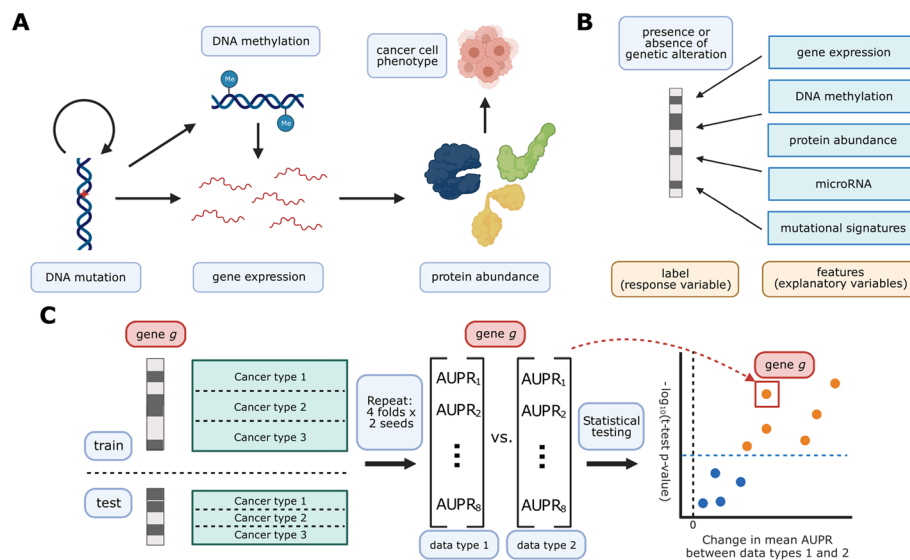 A
DNA methylation
Me
Me
cancer cell
phenotype
DNA mutation
gene expression
protein abundance
B
presence or
absence of
genetic alteration
gene expression
DNA methylation
protein abundance
microRNA
mutational signatures
label
(response variable)
features
(explanatory variables)
C
gene g
train
Cancer type 1
Cancer type 2
Cancer type 3
test
Cancer type 1
Cancer type 2
Cancer type 3
Repeat:
4 folds x
2 seeds
gene g
AUPR₁
AUPR₂
AUPR₈
data type 1
vs.
AUPR₁
AUPR₂
AUPR₈
data type 2
Statistical
testing
gene g
-log₁₀(t-test
p-value)
0
Change in mean AUPR
between data types 1 and 2